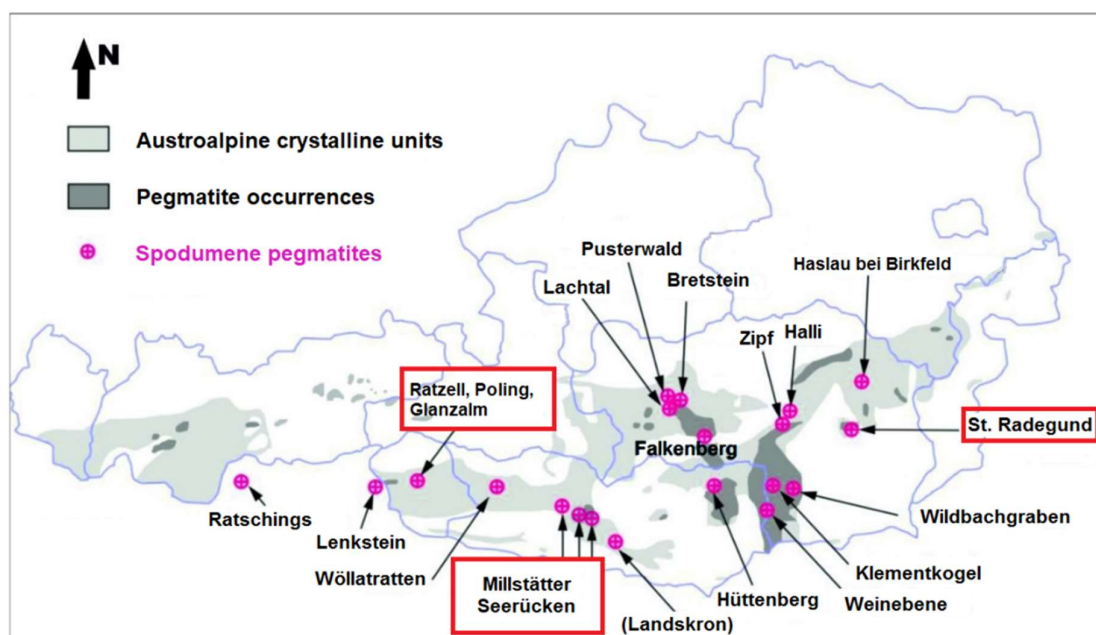 N
Austroalpine crystalline units
Pegmatite occurrences
Spodumene pegmatites
Pusterwald
Bretstein
Haslau bei Birkfeld
Lachtal
Zipf
Halli
Ratzell, Poling,
Glanzalm
St. Radegund
Falkenberg
Ratschings
Lenkstein
Wöllatratten
Wildbachgraben
Millstätter
Seerücken
Klementkogel
Hüttenberg
Weinebene
(Landskron)